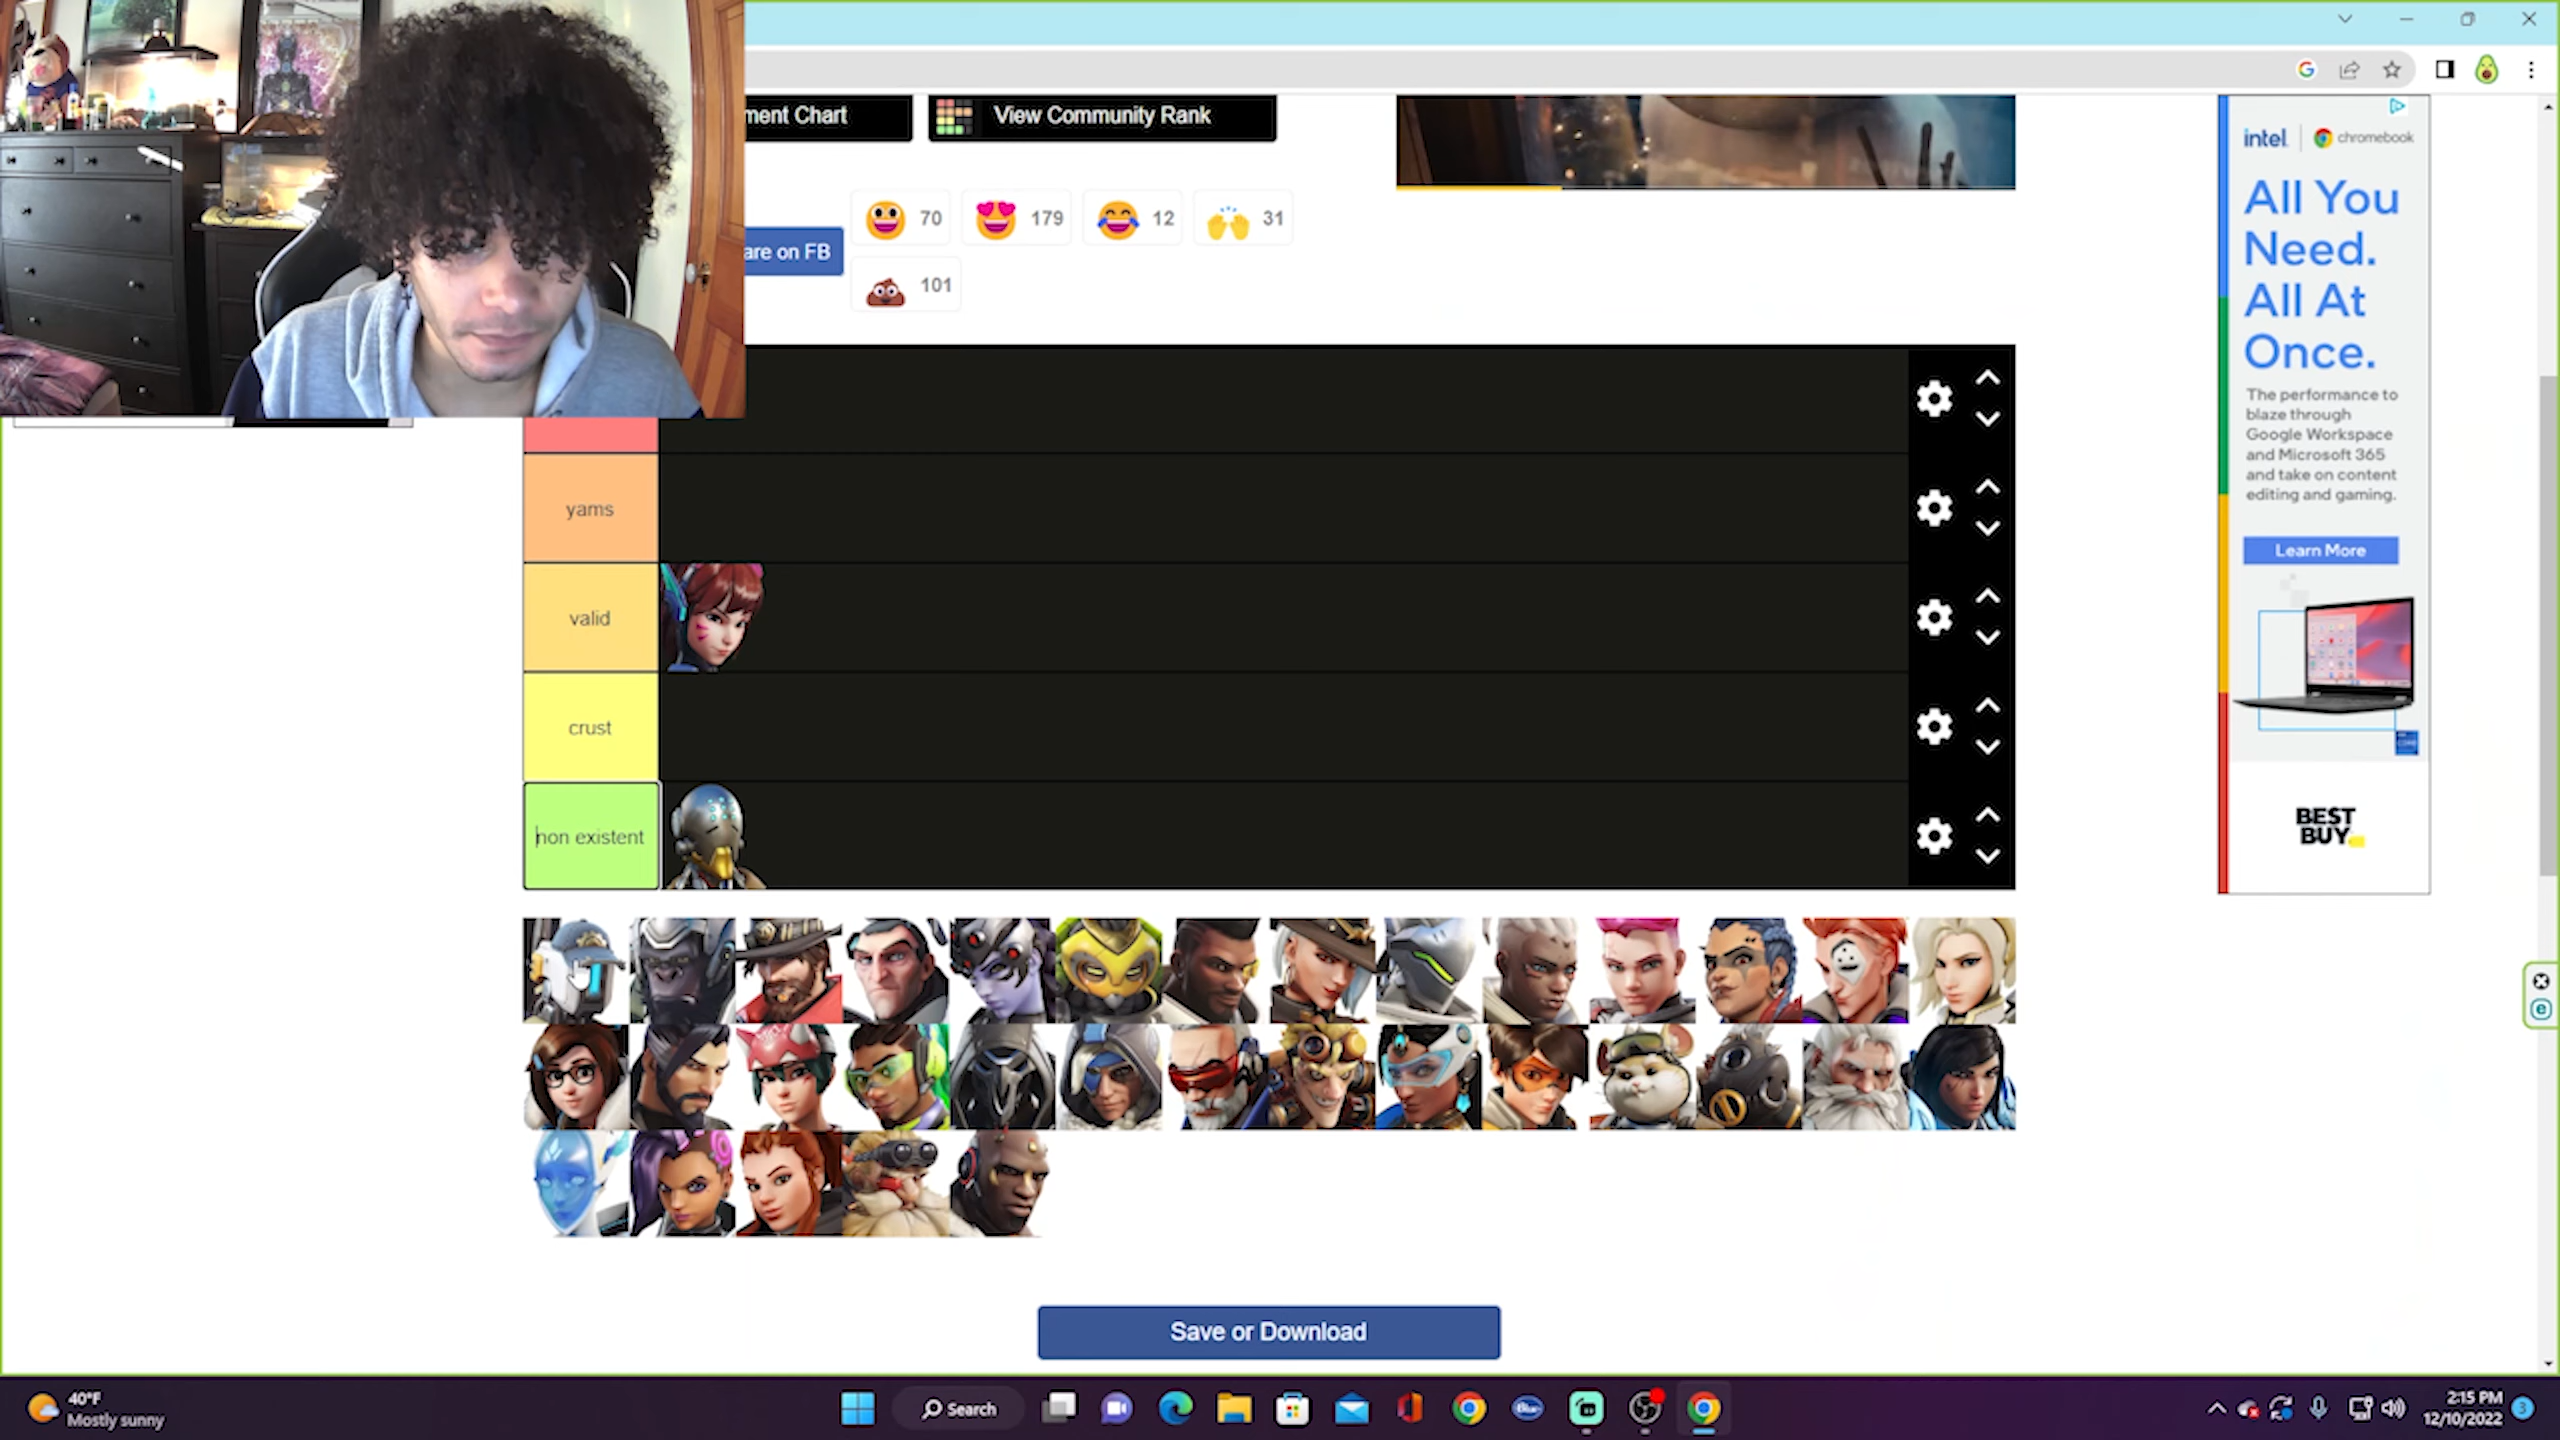 ment Chart
View Community Rank
70
179
12
31
are on FB
101
yams
valid
crust
non existent
Save or Download
intel
chromebook
All You
Need.
All At
Once.
The performance to
blaze through
Google Workspace
and Microsoft 365
and take on content
editing and gaming.
Learn More
BEST
BUY
40°F
Mostly sunny
Search
2:15 PM
12/10/2022
3